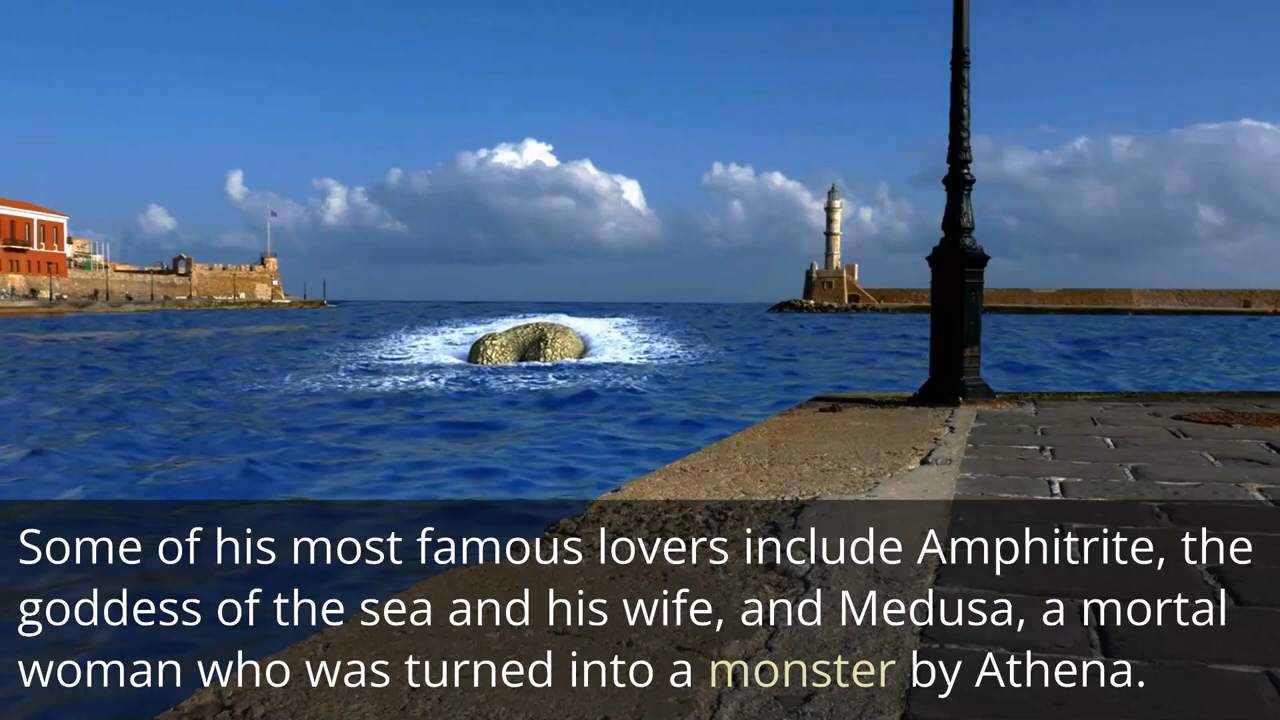 Some of his most famous lovers include Amphitrite, the
goddess of the sea and his wife, and Medusa, a mortal
woman who was turned into a monster by Athena.